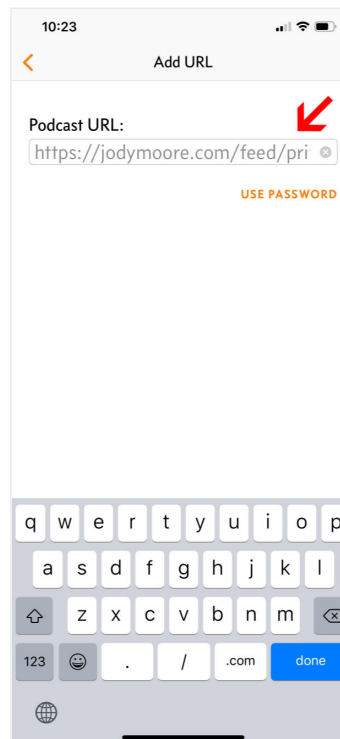 10:23
Add URL
Podcast URL:
https://jodymoore.com/feed/pri
USE PASSWORD
q w e r t y u i o p
a s d f g h j k l
z x c v b n m
123 . / .com done